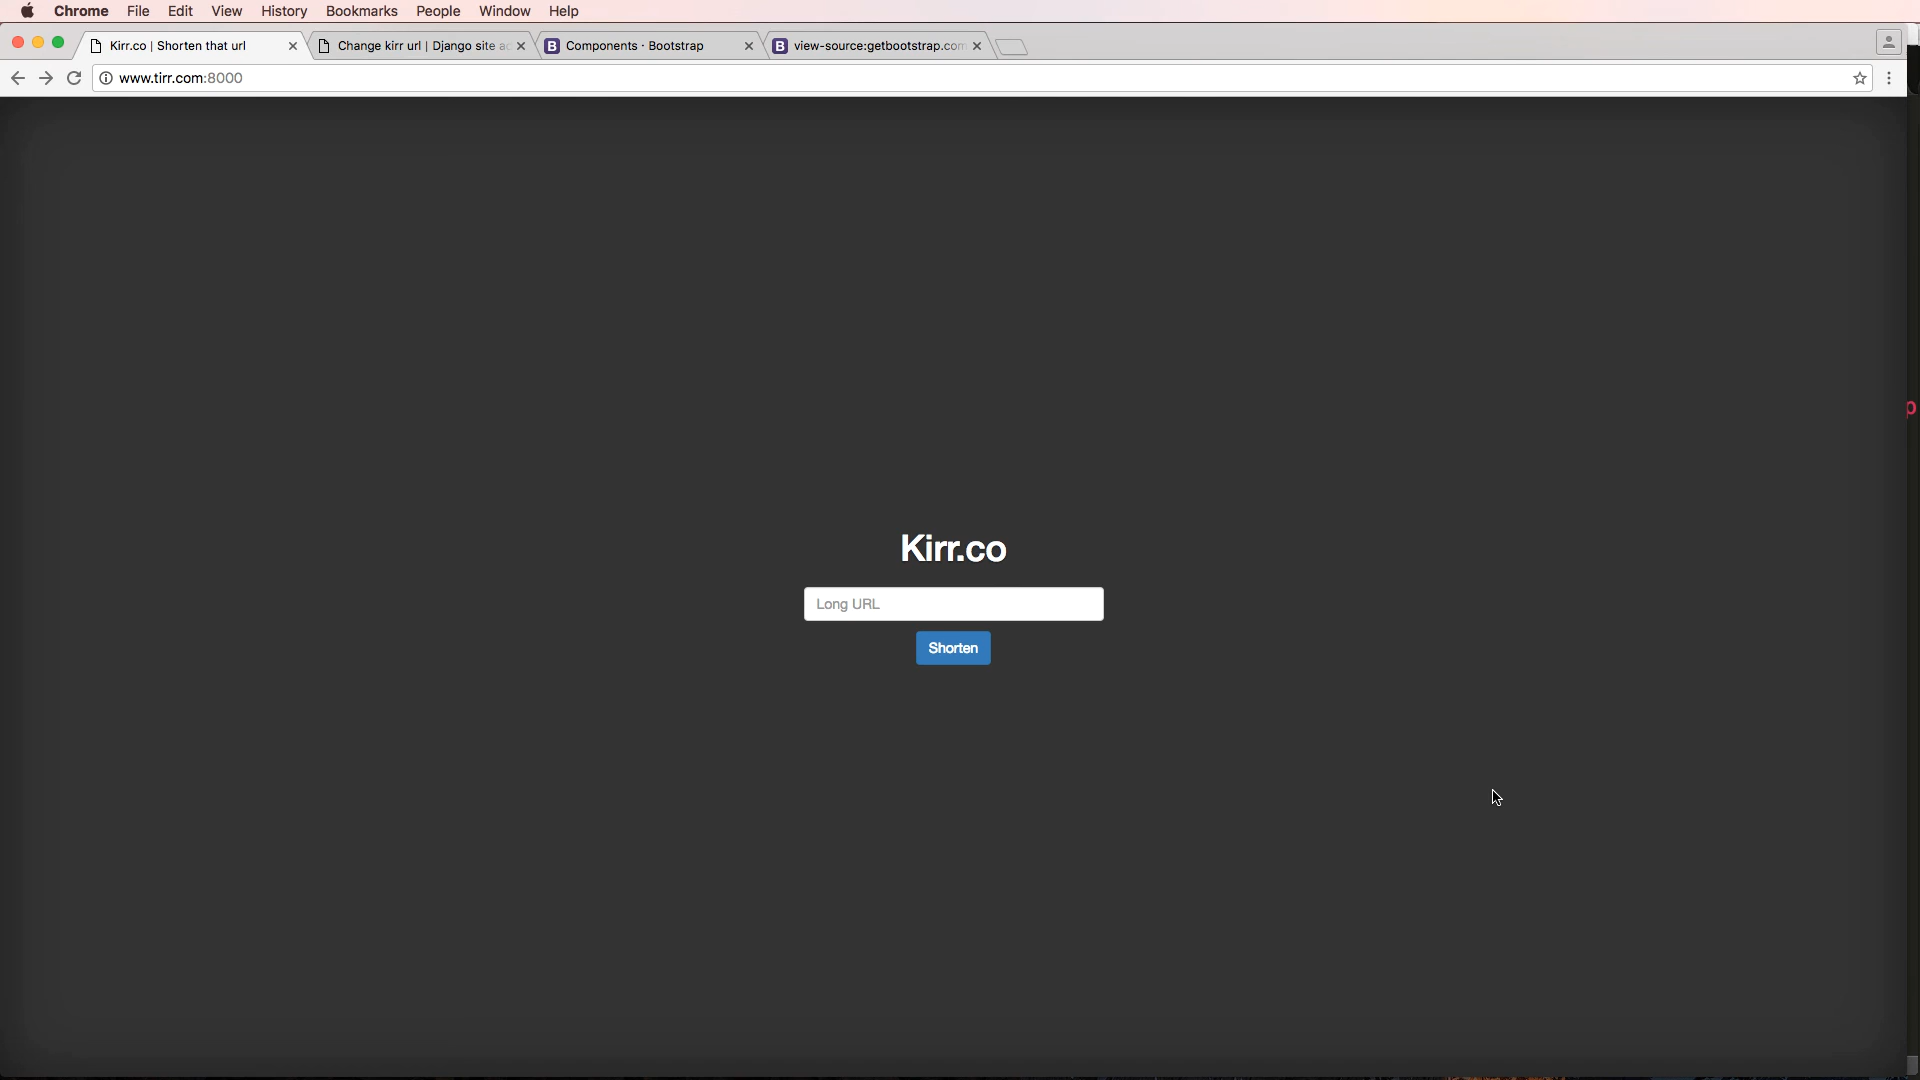 Chrome File Edit View History Bookmarks People Window Help
Kirr.co | Shorten that url
Change kirr url | Django site ad
Components · Bootstrap
view-source:getbootstrap.com
www.tirr.com:8000
p
Kirr.co
Long URL
Shorten